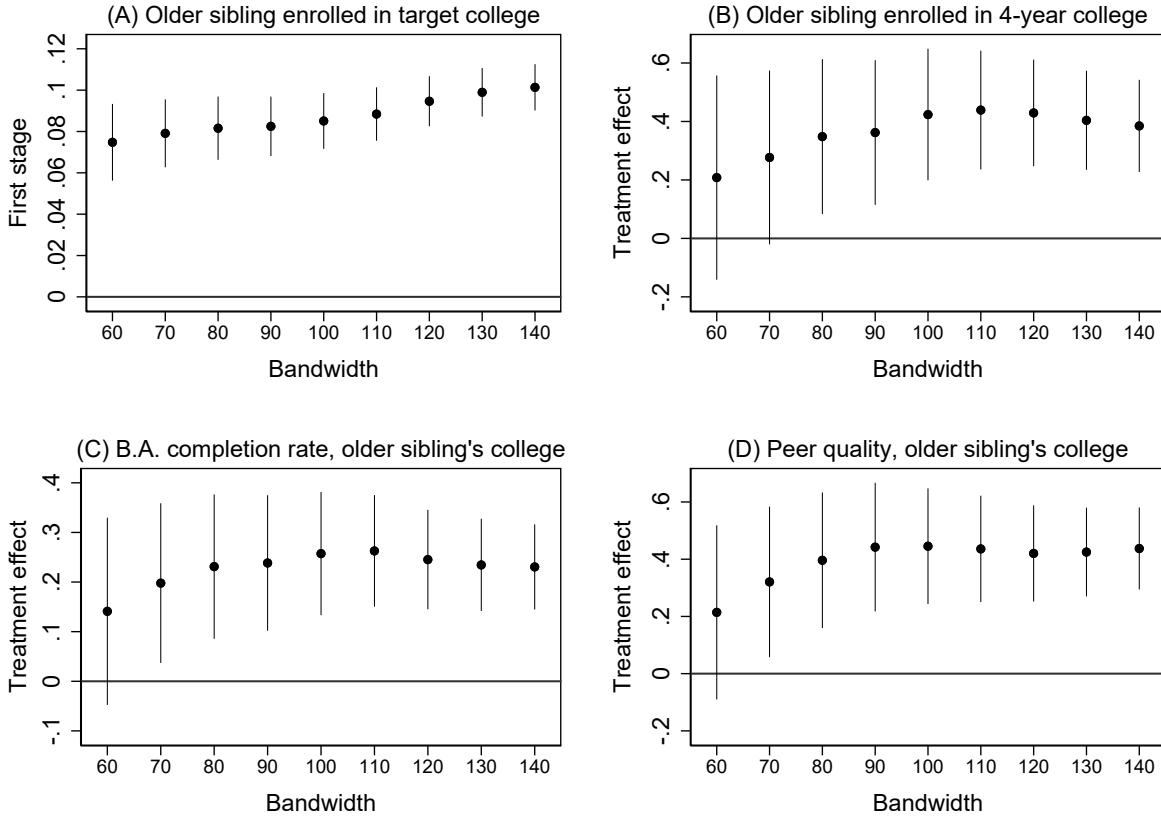 (A) Older sibling enrolled in target college
First stage
.12
.1
.08
.06
.04
.02
0
60 70 80 90 100 110 120 130 140
Bandwidth
(B) Older sibling enrolled in 4-year college
Treatment effect
.6
.4
.2
0
-.2
60 70 80 90 100 110 120 130 140
Bandwidth
(C) B.A. completion rate, older sibling's college
Treatment effect
.4
.3
.2
.1
0
-.1
60 70 80 90 100 110 120 130 140
Bandwidth
(D) Peer quality, older sibling's college
Treatment effect
.6
.4
.2
0
-.2
60 70 80 90 100 110 120 130 140
Bandwidth